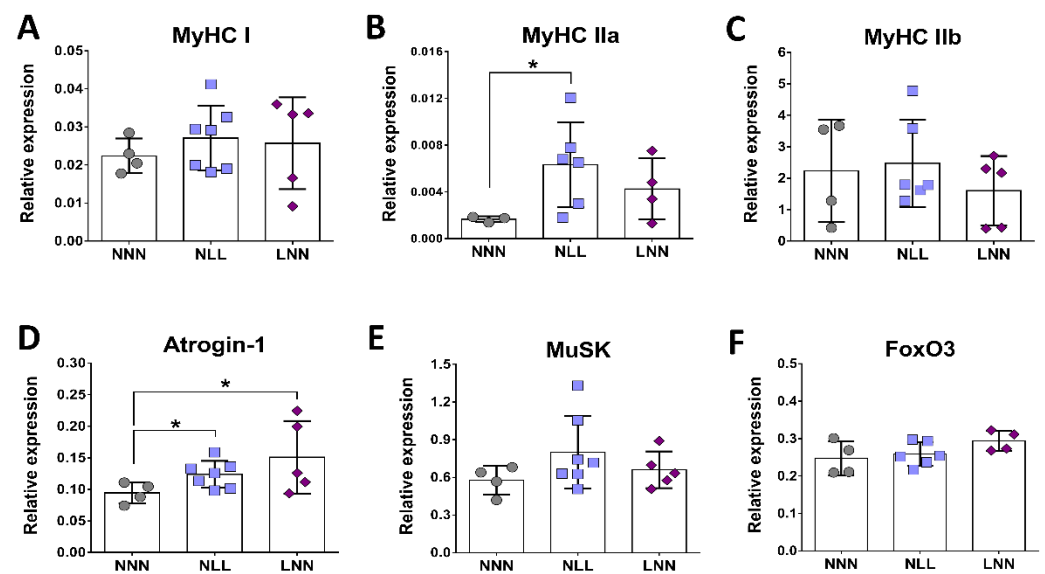 A
MyHC I
Relative expression
0.05
0.04
0.03
0.02
0.01
0.00
NNN NLL LNN
B
MyHC IIa
Relative expression
0.016
0.012
0.008
0.004
0.000
*
NNN NLL LNN
C
MyHC IIb
Relative expression
6
5
4
3
2
1
0
NNN NLL LNN
D
Atrogin-1
Relative expression
0.30
0.25
0.20
0.15
0.10
0.05
0.00
*
*
NNN NLL LNN
E
MuSK
Relative expression
1.5
1.2
0.9
0.6
0.3
0.0
NNN NLL LNN
F
FoxO3
Relative expression
0.5
0.4
0.3
0.2
0.1
0.0
NNN NLL LNN